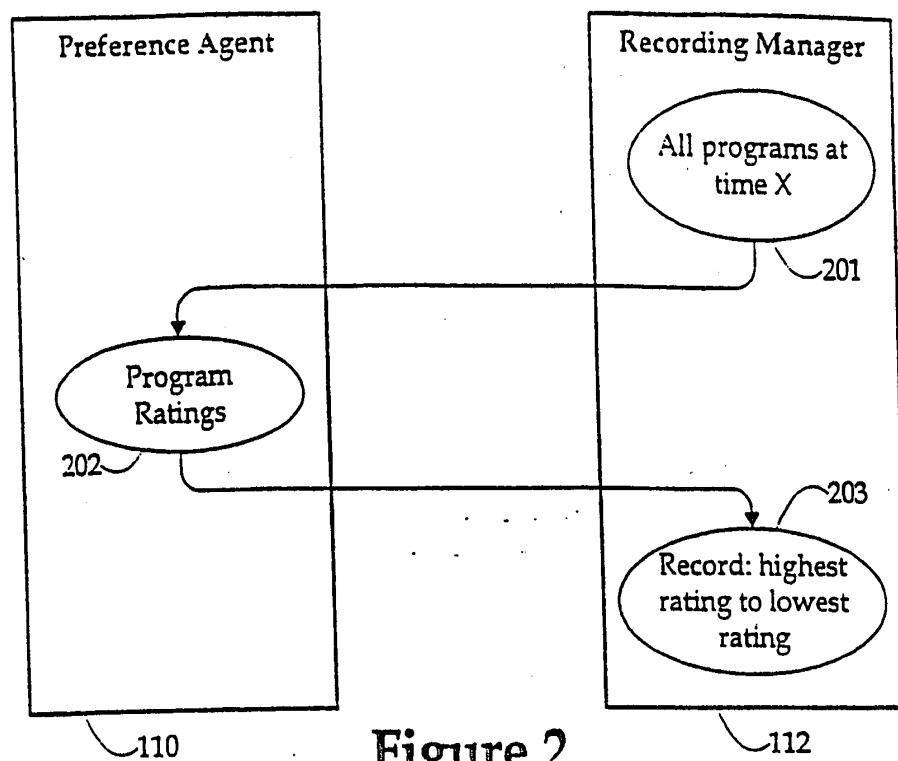 Preference Agent
Recording Manager
All programs at
time X
201
Program
Ratings
202
203
Record: highest
rating to lowest
rating
110
Figure 2
112